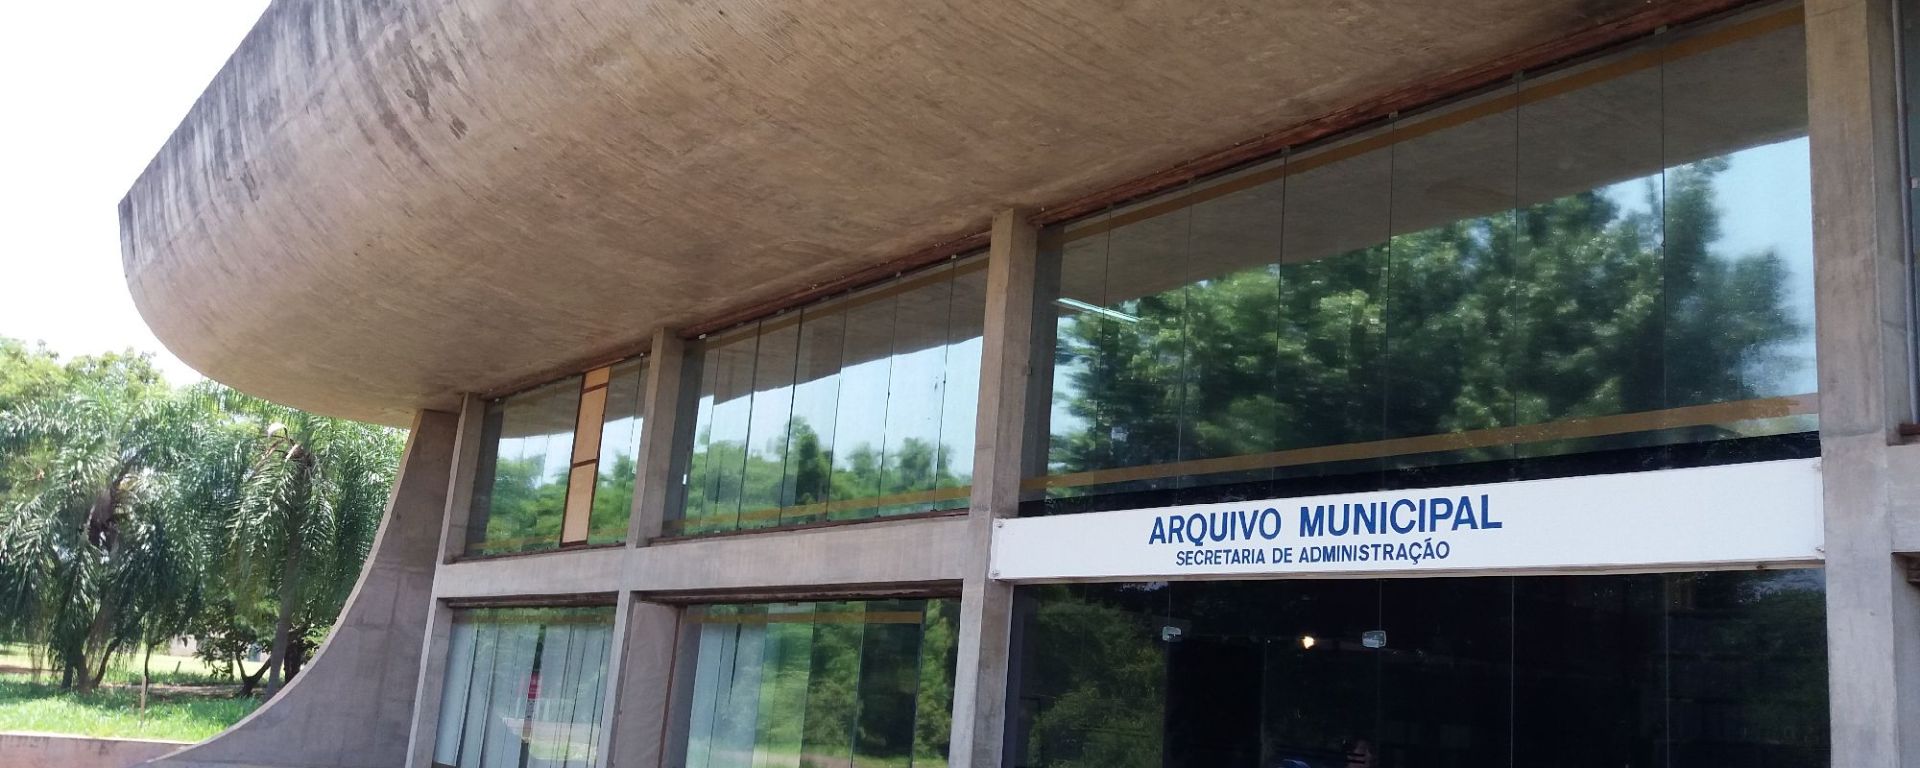 ARQUIVO MUNICIPAL
SECRETARIA DE ADMINISTRAÇÃO